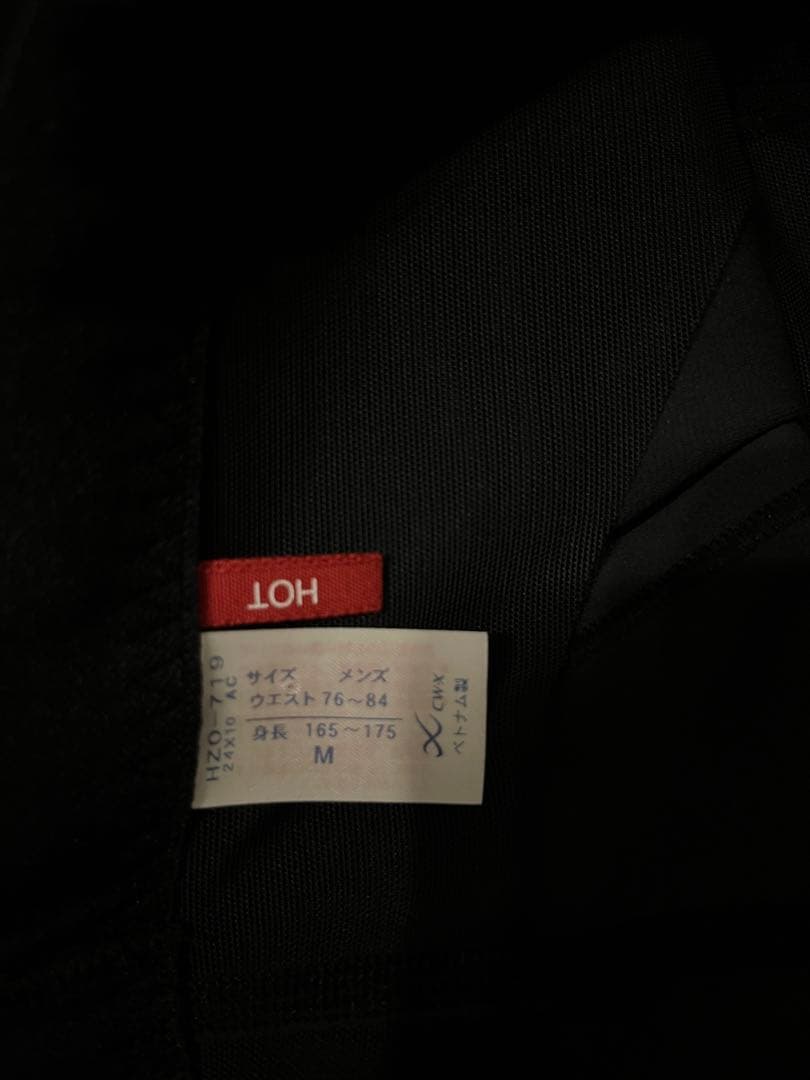 HOT
サイズ メンズ
ウエスト 76～84
身長 165～175
M
HZO-719
24X10 AC
CWX
ベトナム製